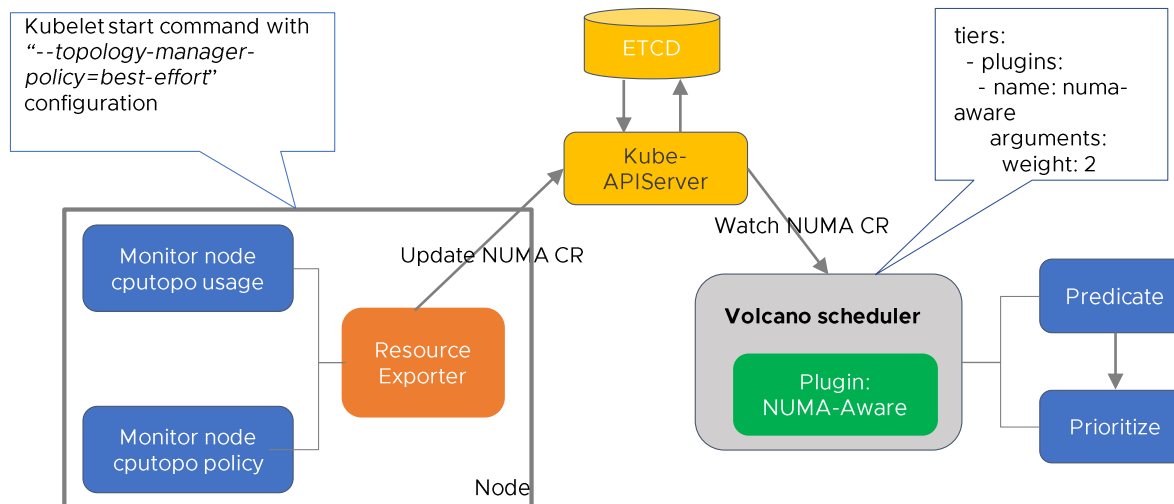 Kubelet start command with
“--topology-manager-
policy=best-effort”
configuration
ETCD
Kube-
APIServer
tiers:
- plugins:
- name: numa-
aware
arguments:
weight: 2
Update NUMA CR
Watch NUMA CR
Monitor node
cputopo usage
Resource
Exporter
Monitor node
cputopo policy
Node
Volcano scheduler
Plugin:
NUMA-Aware
Predicate
Prioritize